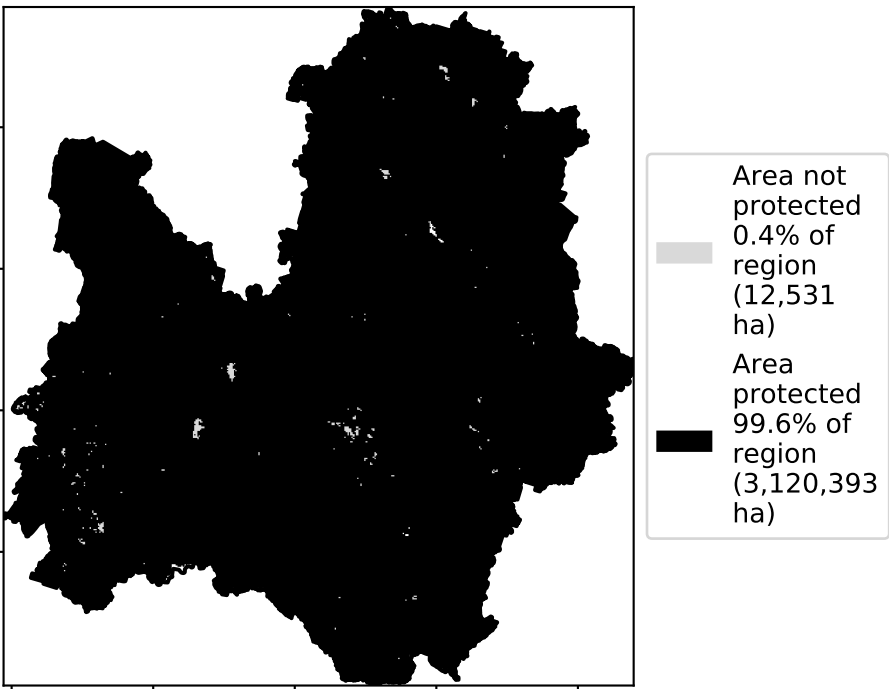 Area not
protected
0.4% of
region
(12,531
ha)
Area
protected
99.6% of
region
(3,120,393
ha)